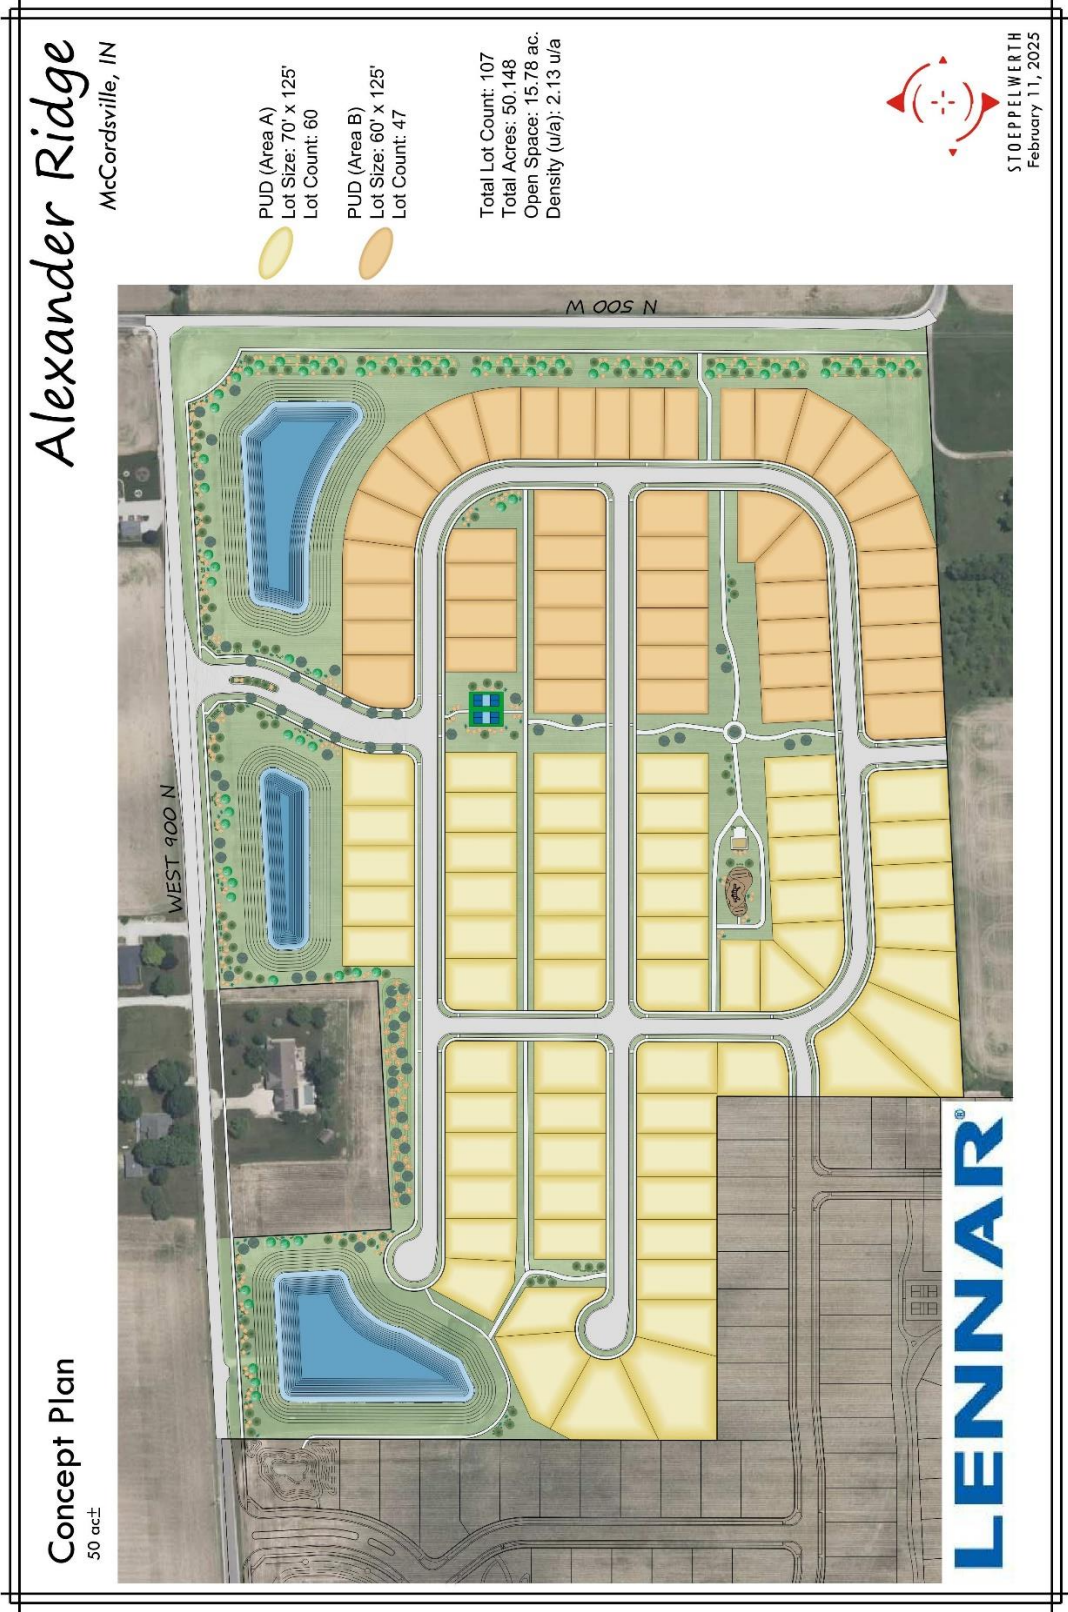 Alexander Ridge
McCordsville, IN
PUD (Area A)
Lot Size: 70' x 125'
Lot Count: 60
PUD (Area B)
Lot Size: 60' x 125'
Lot Count: 47
Total Lot Count: 107
Total Acres: 50.148
Open Space: 15.78 ac.
Density (u/a): 2.13 u/a
STOEPPELWERTH
February 11, 2025
N 500 W
WEST 900 N
Concept Plan
50 ac±
LENNAR®